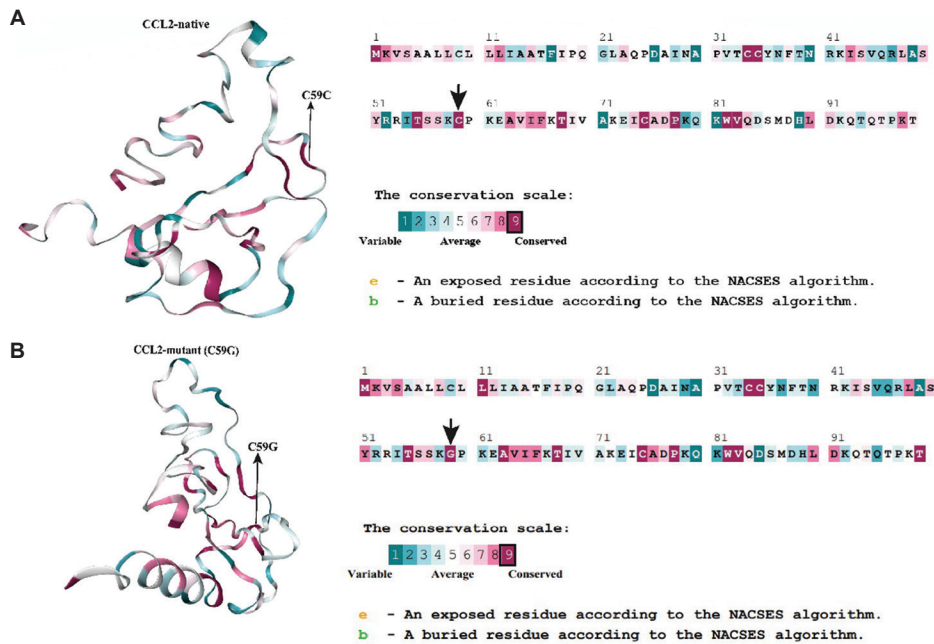 A
CCL2-native
C59C
1 11 21 31 41
MKVSAALLCL LLIAATFIPQ GLAQPDAINA PVTCCYNFTN RKISVQRLAS
51 61 71 81 91
YRRITSSKCP KEAVIFKTIV AKEICADPKQ KWVQDSMDHL DKQTQTPKT
The conservation scale:
1 2 3 4 5 6 7 8 9
Variable Average Conserved
e - An exposed residue according to the NACSES algorithm.
b - A buried residue according to the NACSES algorithm.
B
CCL2-mutant (C59G)
C59G
1 11 21 31 41
MKVSAALLCL LLIAATFIPQ GLAQPDAINA PVTCCYNFTN RKISVQRLAS
51 61 71 81 91
YRRITSSKGP KEAVIFKTIV AKEICADPKQ KWVQDSMDHL DKQTQTPKT
The conservation scale:
1 2 3 4 5 6 7 8 9
Variable Average Conserved
e - An exposed residue according to the NACSES algorithm.
b - A buried residue according to the NACSES algorithm.